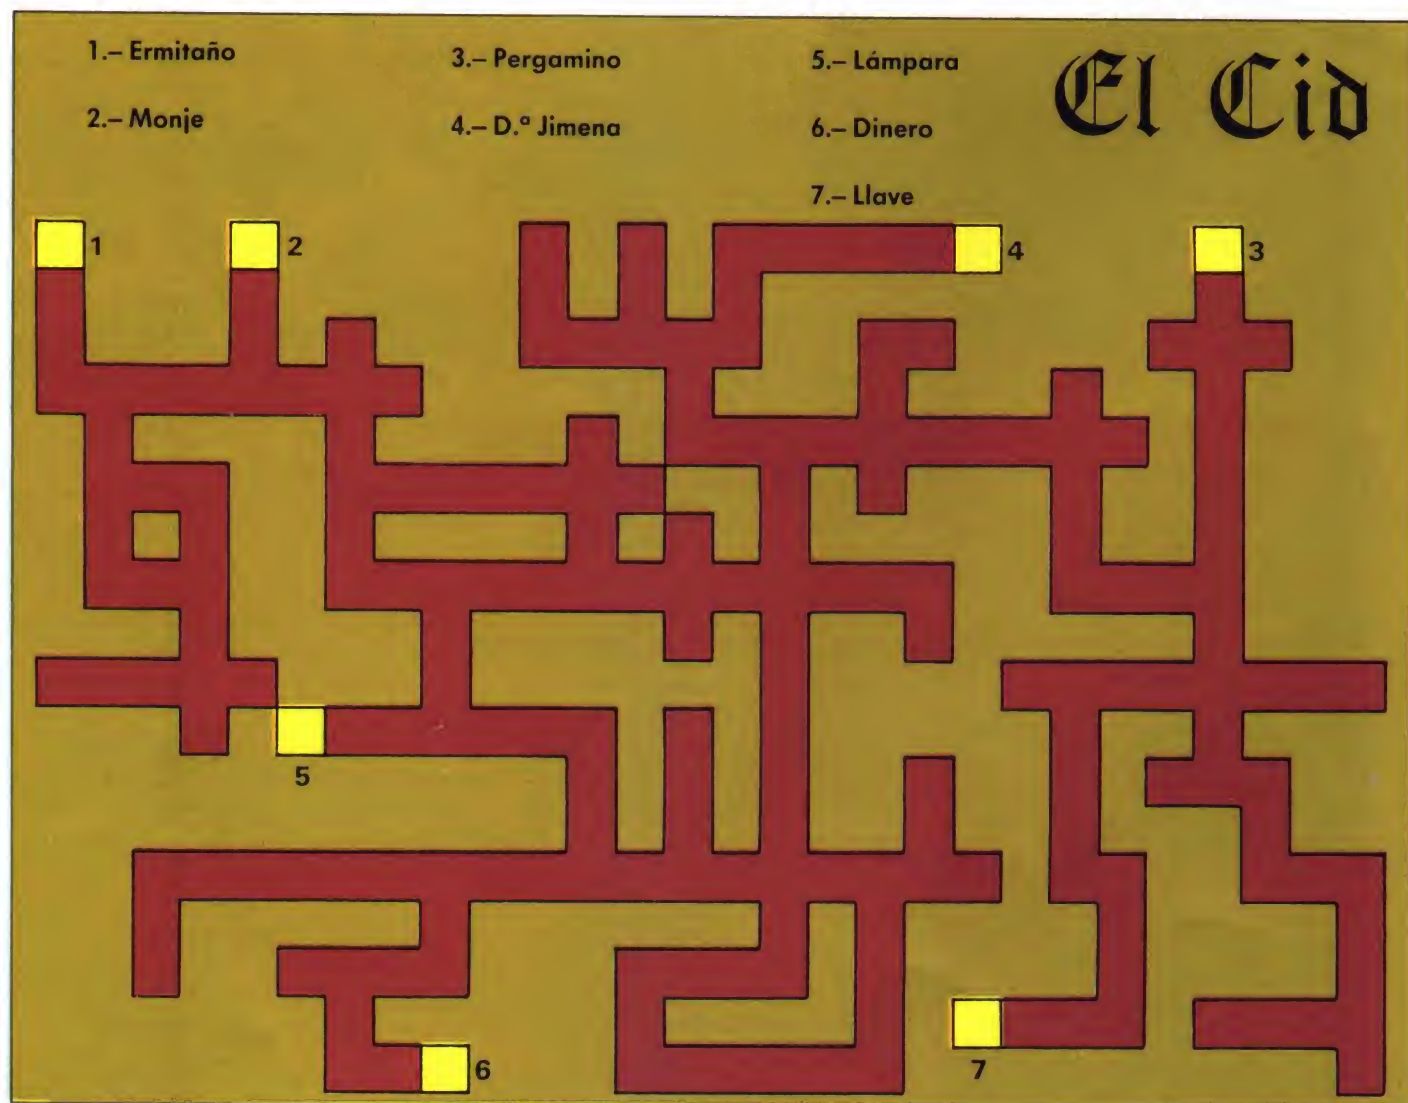 1.– Ermitaño
2.– Monje
3.– Pergamino
4.– D.ª Jimena
5.– Lámpara
6.– Dinero
7.– Llave
El Cid
1
2
4
3
5
6
7